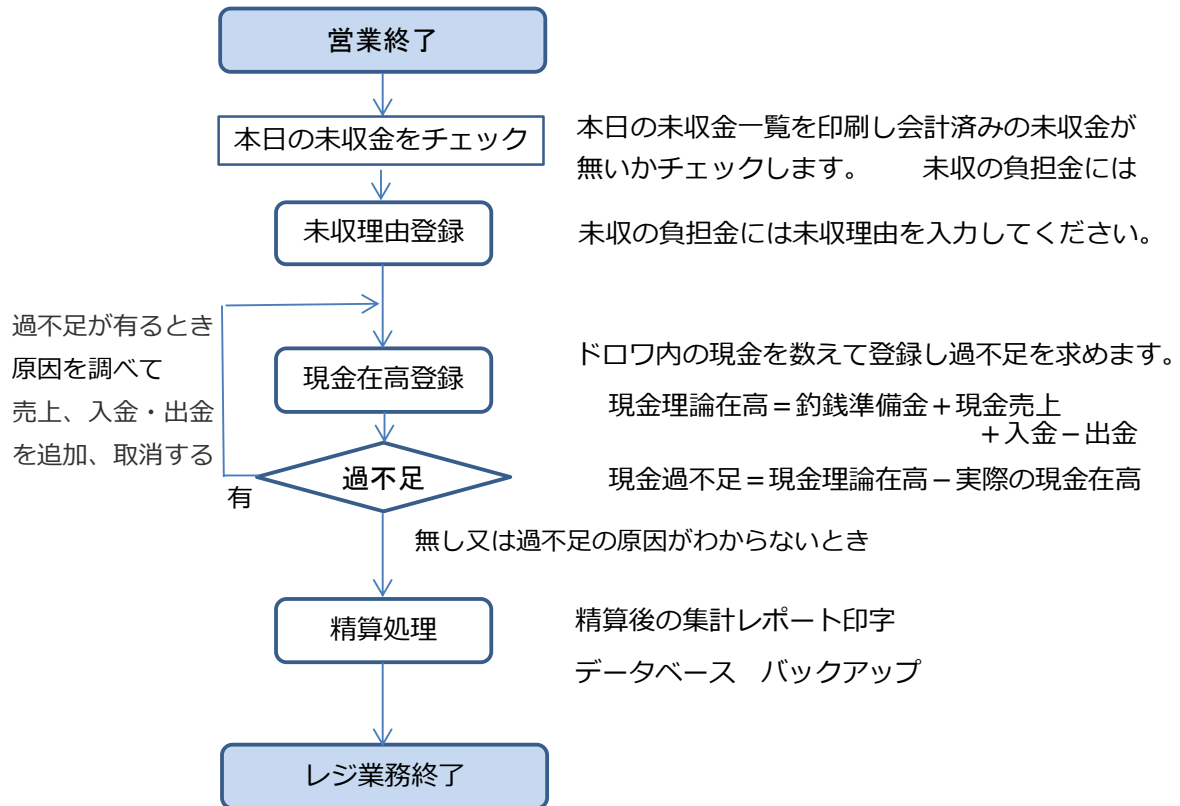 営業終了
本日の未収金をチェック
本日の未収金一覧を印刷し会計済みの未収金が
無いかチェックします。　　未収の負担金には
未収理由登録
未収の負担金には未収理由を入力してください。
過不足が有るとき
原因を調べて
売上、入金・出金
を追加、取消する
現金在高登録
ドロワ内の現金を数えて登録し過不足を求めます。
現金理論在高＝釣銭準備金＋現金売上
＋入金－出金
過不足
有
現金過不足＝現金理論在高－実際の現金在高
無し又は過不足の原因がわからないとき
精算処理
精算後の集計レポート印字
データベース　バックアップ
レジ業務終了